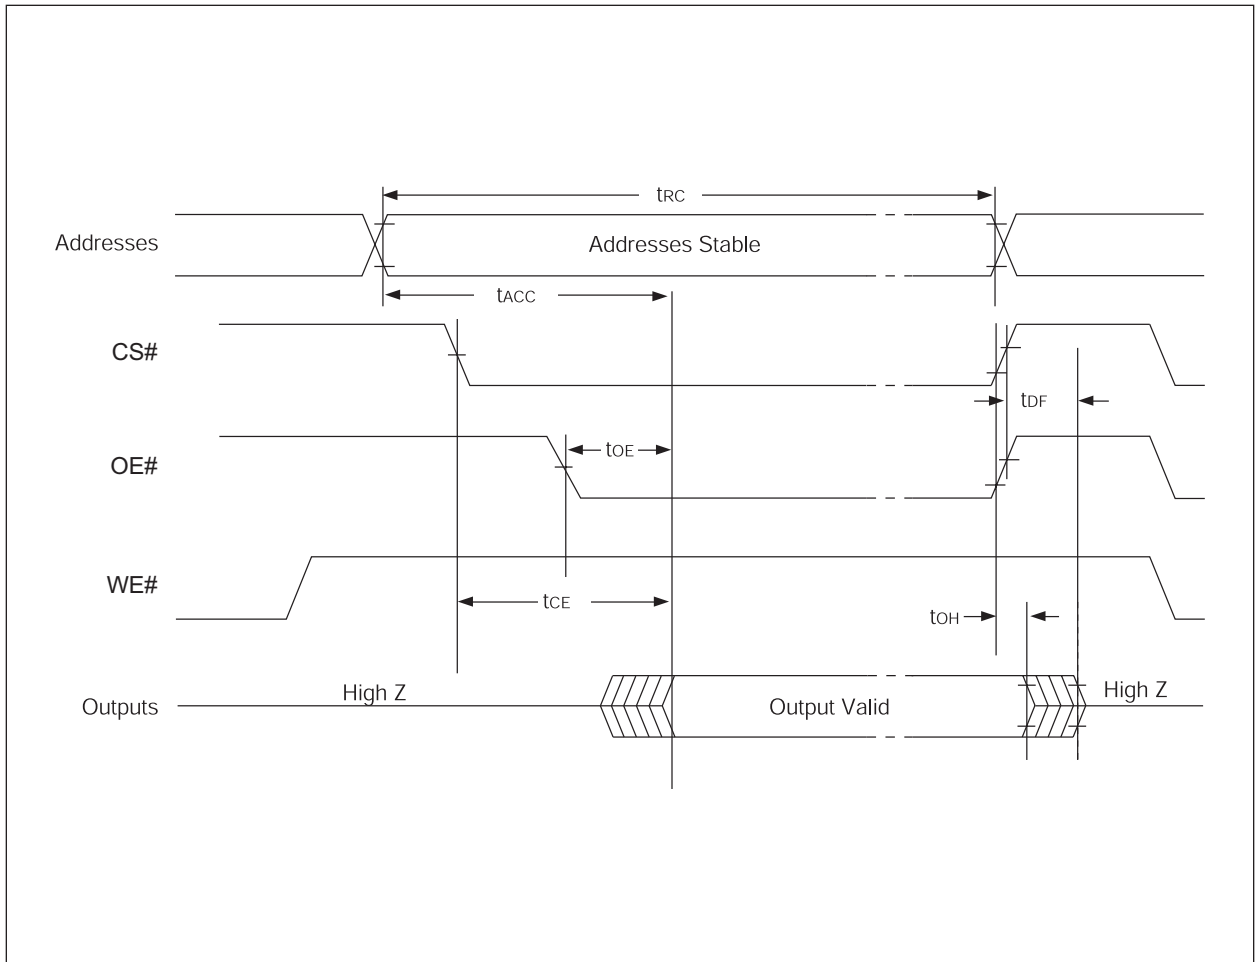 tRC
Addresses
Addresses Stable
tACC
CS#
tDF
OE#
tOE
WE#
tCE
tOH
High Z
High Z
Outputs
Output Valid